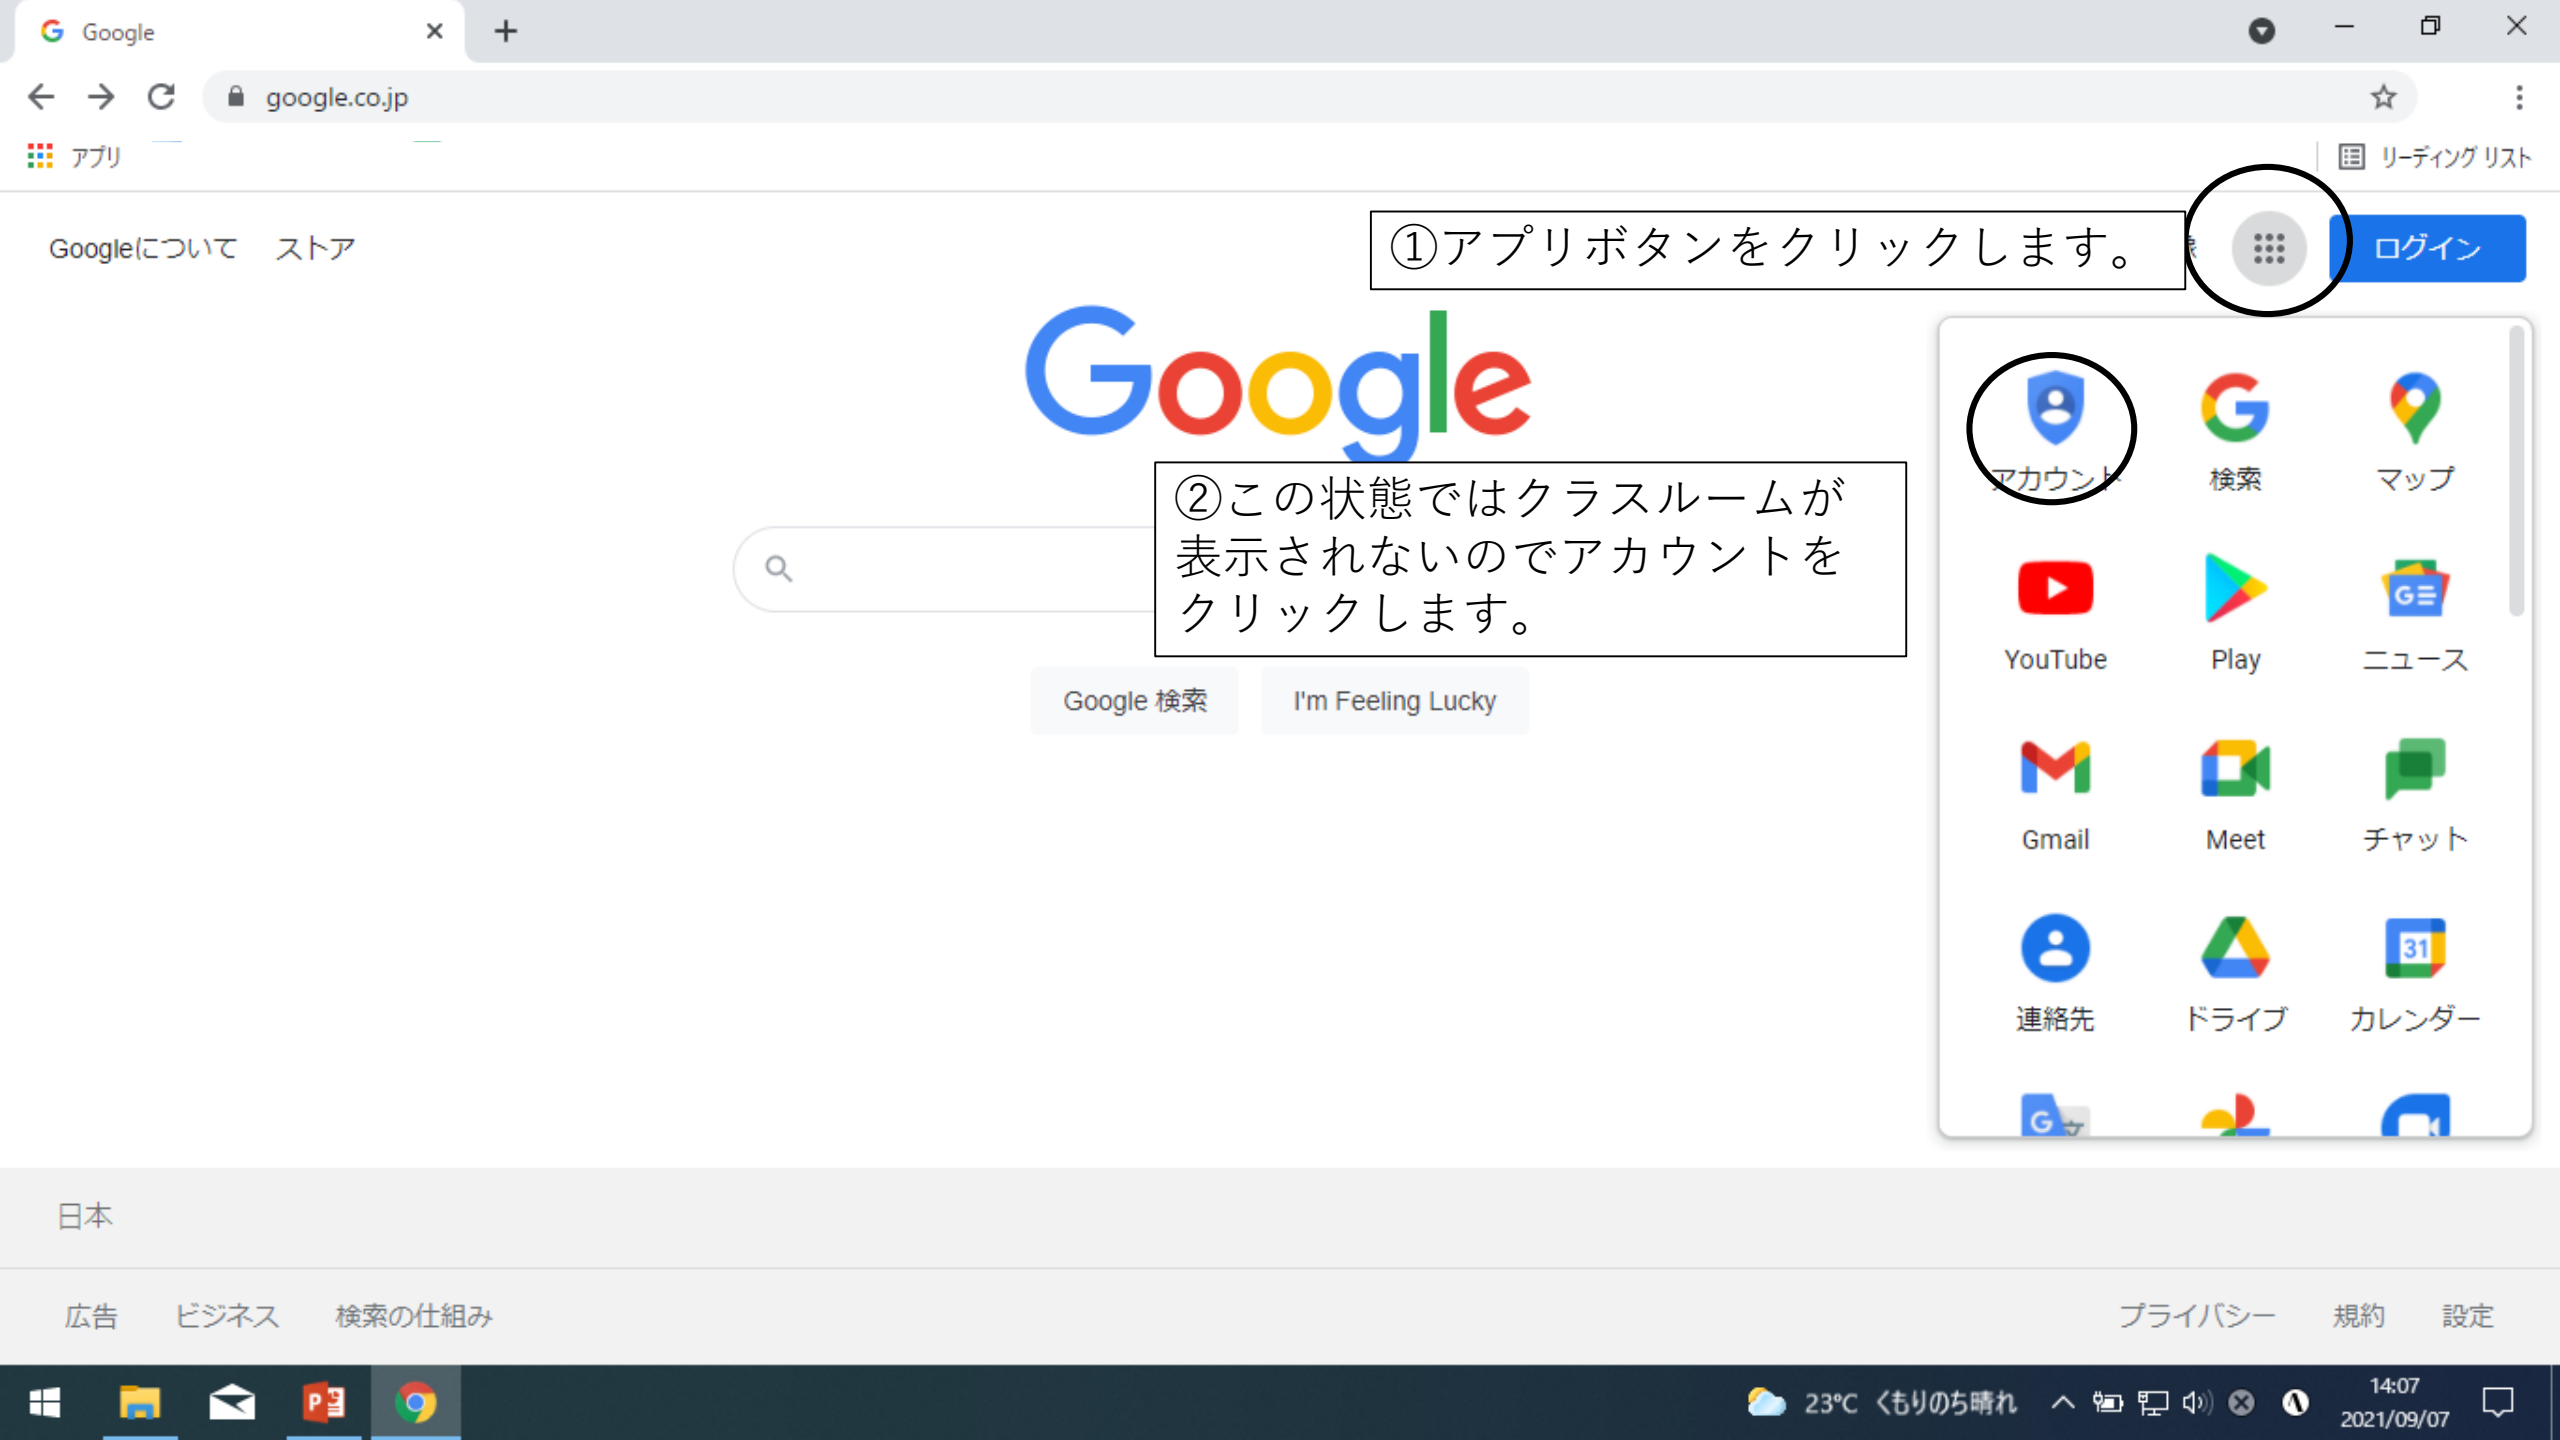 Google
google.co.jp
アプリ
リーディング リスト
Googleについて ストア
①アプリボタンをクリックします。
ログイン
Google
アカウント 検索 マップ
②この状態ではクラスルームが
表示されないのでアカウントを
クリックします。
YouTube Play ニュース
Google 検索 I'm Feeling Lucky
Gmail Meet チャット
31
連絡先 ドライブ カレンダー
日本
広告 ビジネス 検索の仕組み
プライバシー 規約 設定
23°C くもりのち晴れ
14:07
2021/09/07